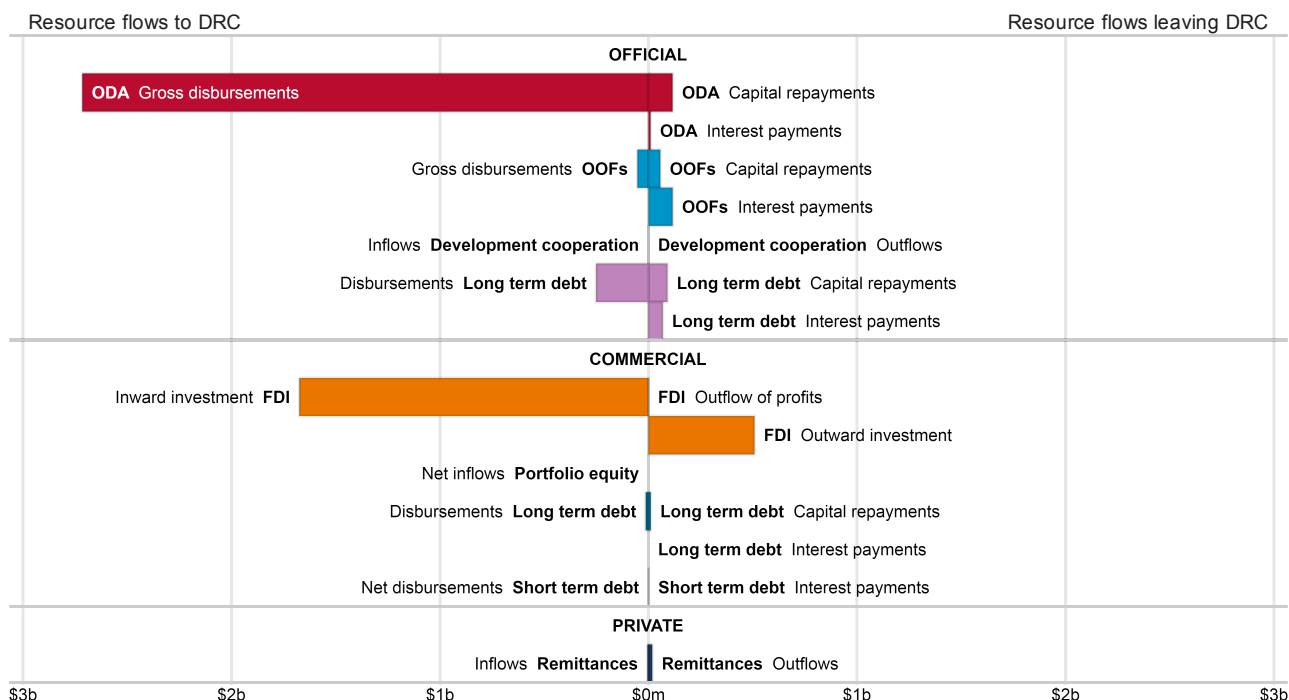 Resource flows to DRC Resource flows leaving DRC
OFFICIAL
ODA Gross disbursements ODA Capital repayments
ODA Interest payments
Gross disbursements OOFs OOFs Capital repayments
OOFs Interest payments
Inflows Development cooperation Development cooperation Outflows
Disbursements Long term debt Long term debt Capital repayments
Long term debt Interest payments
COMMERCIAL
Inward investment FDI FDI Outflow of profits
FDI Outward investment
Net inflows Portfolio equity
Disbursements Long term debt Long term debt Capital repayments
Long term debt Interest payments
Net disbursements Short term debt Short term debt Interest payments
PRIVATE
Inflows Remittances Remittances Outflows
$3b $2b $1b $0m $1b $2b $3b